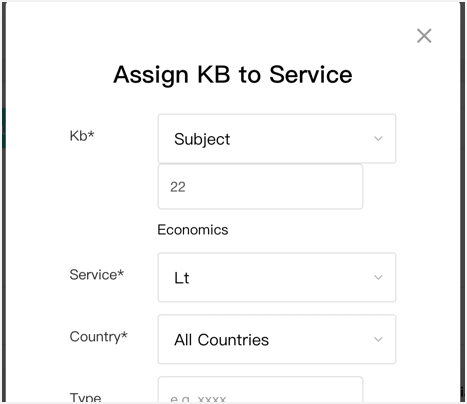 Assign KB to Service
Kb*
Subject
22
Economics
Service*
Lt
Country*
All Countries
Type
e.g. xxxx